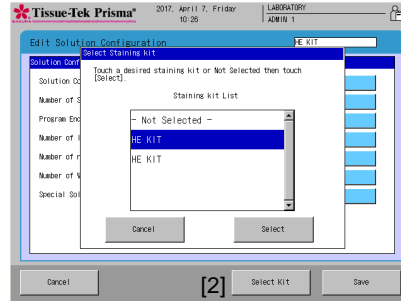 Tissue-Tek Prisma®
2017, April 7, Friday
10:26
LABORATORY
ADMIN 1
Edit Solution Configuration
HE KIT
Select Staining kit
Solution Conf
Touch a desired staining kit or Not Selected then touch
[Select].
Solution Co
Staining kit List
Number of S
Program End
— Not Selected —
HE KIT
Number of
HE KIT
Number of r
Number of W
Special Sol
Cancel
Select
Cancel
[2]
Select Kit
Save